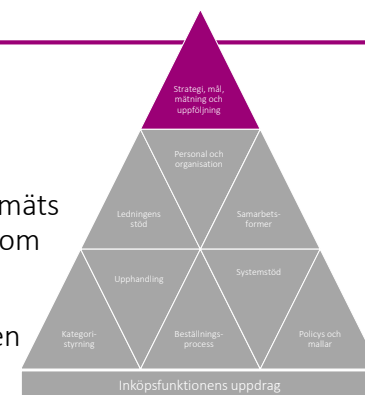 Strategi, mål,
mätning och
uppföljning
Personal och
organisation
Ledningens
stöd
Samarbets-
former
Upphandling
Systemstöd
Kategori-
styrning
Beställnings-
process
Policys och
mallar
Inköpsfunktionens uppdrag
mäts
om
en